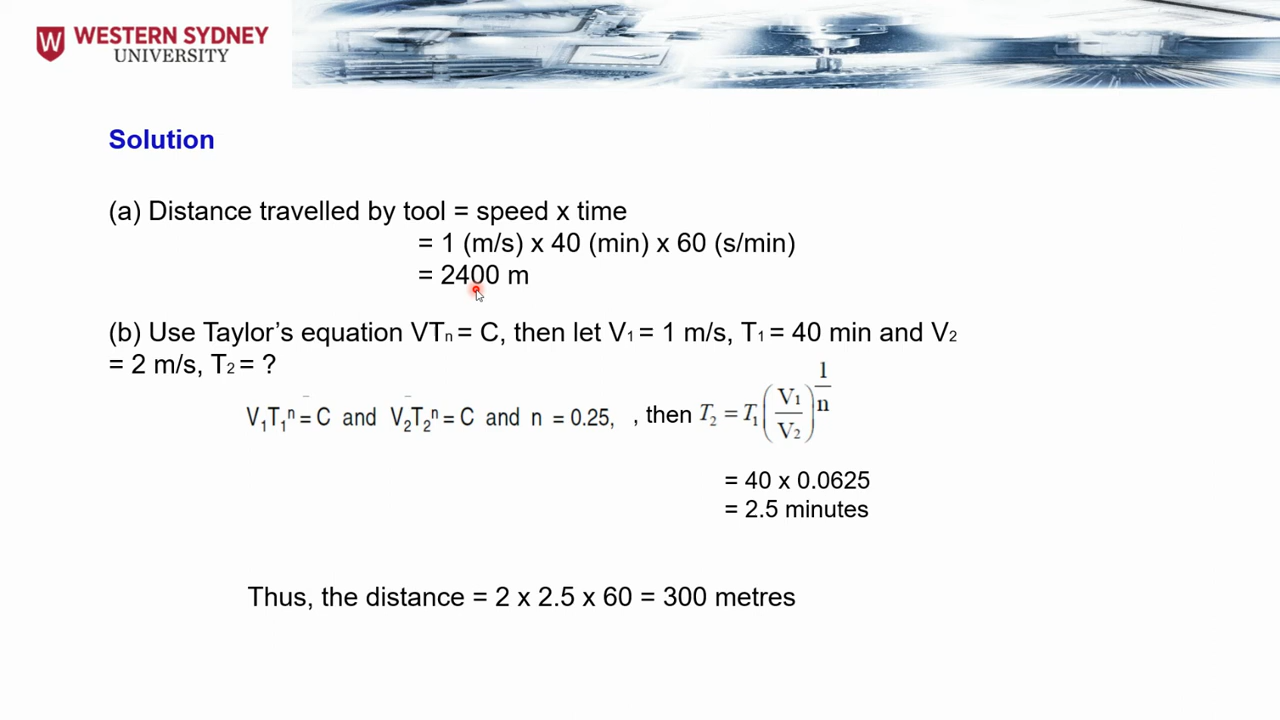 WESTERN SYDNEY
UNIVERSITY
Solution
(a) Distance travelled by tool = speed x time
= 1 (m/s) x 40 (min) x 60 (s/min)
= 2400 m
(b) Use Taylor’s equation VTn = C, then let V1 = 1 m/s, T1 = 40 min and V2
= 2 m/s, T2 = ?
V₁T₁ⁿ = C and V₂T₂ⁿ = C and n = 0.25, , then T₂ = T₁(V₁/V₂)^(1/n)
= 40 x 0.0625
= 2.5 minutes
Thus, the distance = 2 x 2.5 x 60 = 300 metres